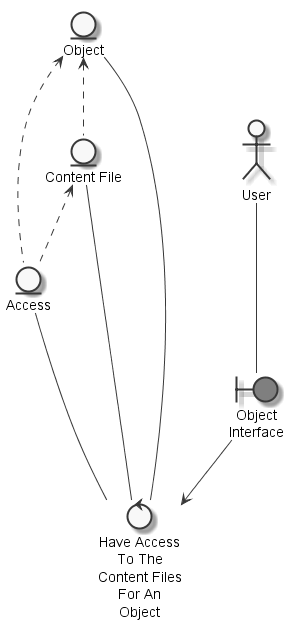 Object
Content File
User
Access
Object
Interface
Have Access
To The
Content Files
For An
Object